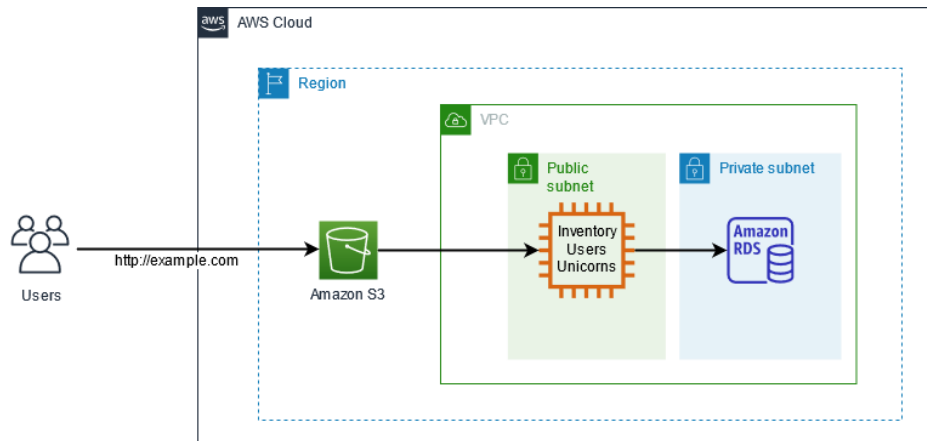 aws
AWS Cloud
Region
VPC
Public
subnet
Private subnet
Inventory
Users
Unicorns
Amazon
RDS
http://example.com
Users
Amazon S3